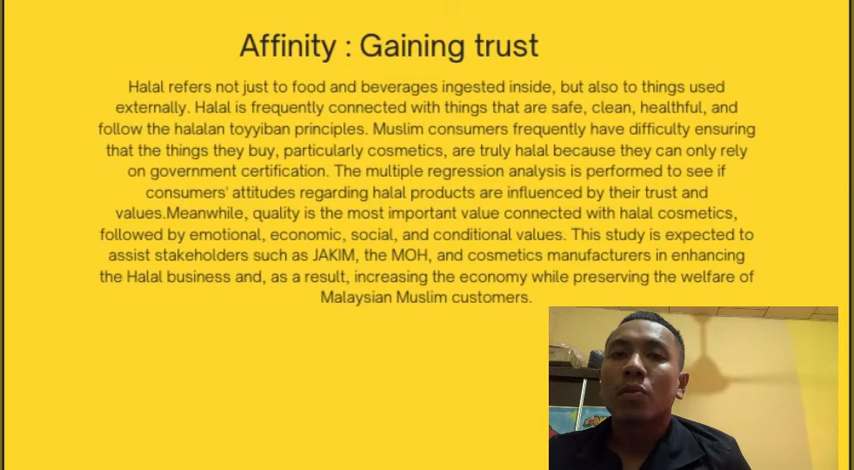 Affinity : Gaining trust
Halal refers not just to food and beverages ingested inside, but also to things used
externally. Halal is frequently connected with things that are safe, clean, healthful, and
follow the halalan toyyiban principles. Muslim consumers frequently have difficulty ensuring
that the things they buy, particularly cosmetics, are truly halal because they can only rely
on government certification. The multiple regression analysis is performed to see if
consumers' attitudes regarding halal products are influenced by their trust and
values.Meanwhile, quality is the most important value connected with halal cosmetics,
followed by emotional, economic, social, and conditional values. This study is expected to
assist stakeholders such as JAKIM, the MOH, and cosmetics manufacturers in enhancing
the Halal business and, as a result, increasing the economy while preserving the welfare of
Malaysian Muslim customers.